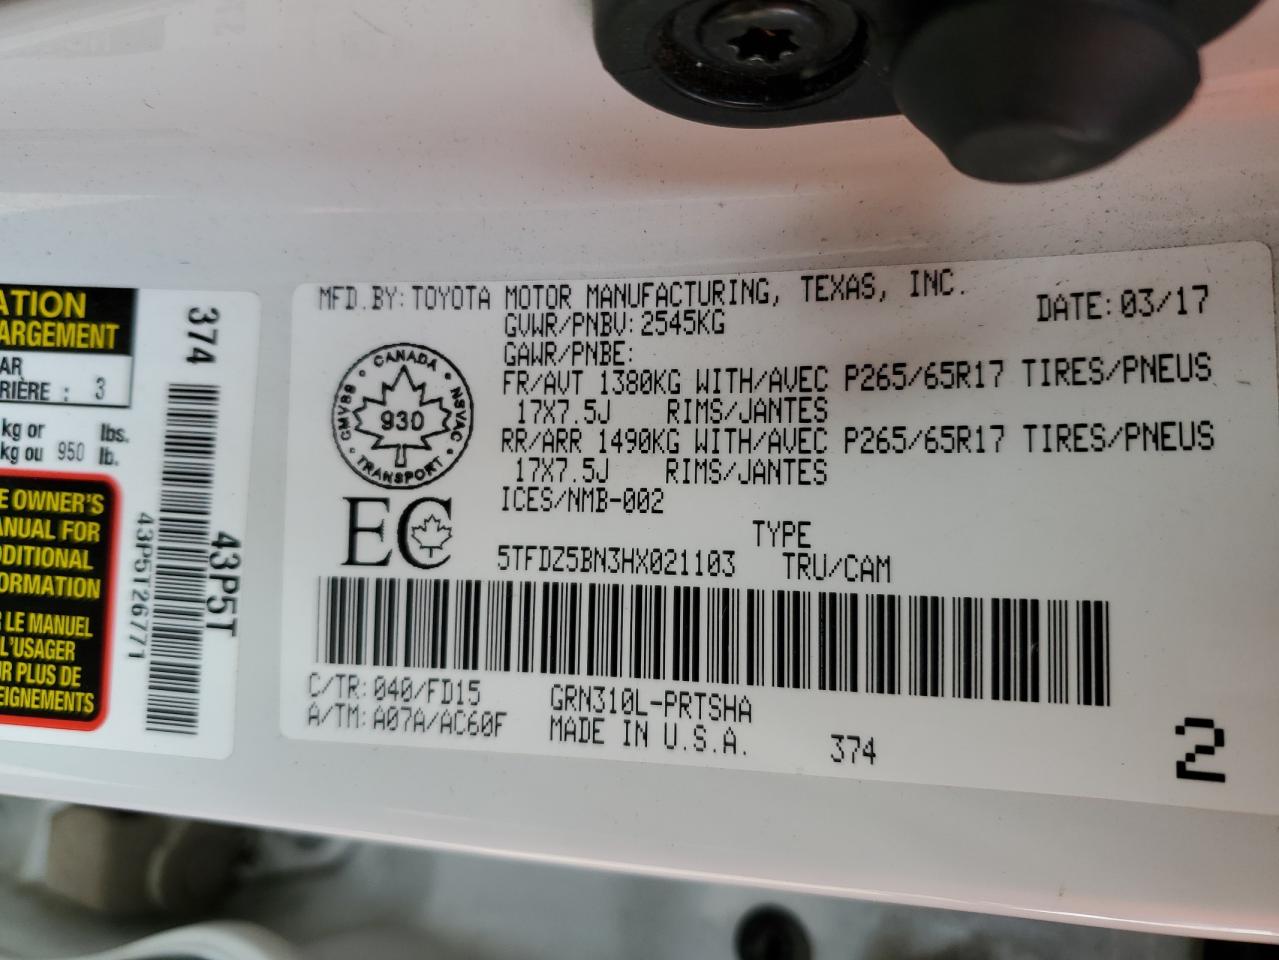 ATION
ARGEMENT
AR
RIÈRE : 3
kg or lbs.
kg ou 950 lb.
E OWNER'S
ANUAL FOR
DDITIONAL
FORMATION
LE MANUEL
L'USAGER
R PLUS DE
EIGNEMENTS
374
43P5T
43P5T26771
MFD.BY:TOYOTA MOTOR MANUFACTURING, TEXAS, INC. DATE:03/17
GVWR/PNBV:2545KG
GAWR/PNBE:
FR/AVT 1380KG WITH/AVEC P265/65R17 TIRES/PNEUS
17X7.5J RIMS/JANTES
RR/ARR 1490KG WITH/AVEC P265/65R17 TIRES/PNEUS
17X7.5J RIMS/JANTES
ICES/NMB-002
CANADA
CMVSS 930 NSVAC
TRANSPORT
EC
TYPE
5TFDZ5BN3HX021103 TRU/CAM
C/TR:040/FD15 GRN310L-PRTSHA
A/TM:A07A/AC60F MADE IN U.S.A. 374
2